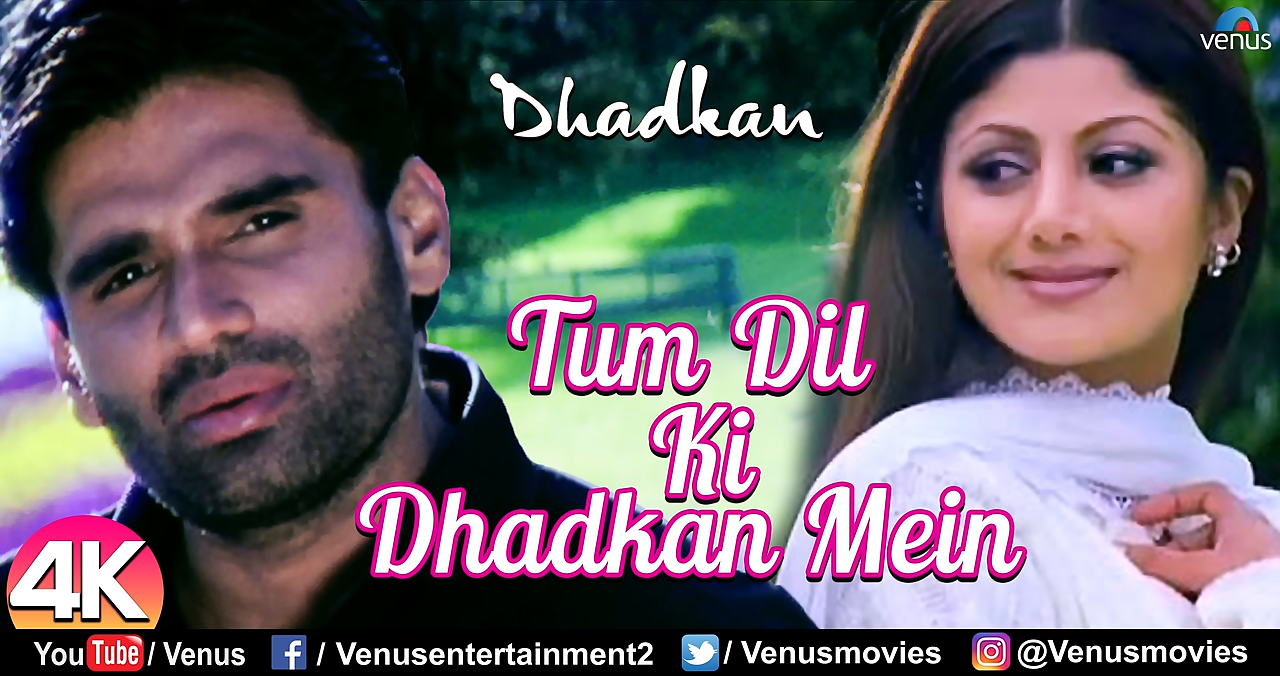 venus
Dhadkan
Tum Dil
Ki
Dhadkan Mein
4K
YouTube / Venus f / Venusentertainment2 / Venusmovies @Venusmovies